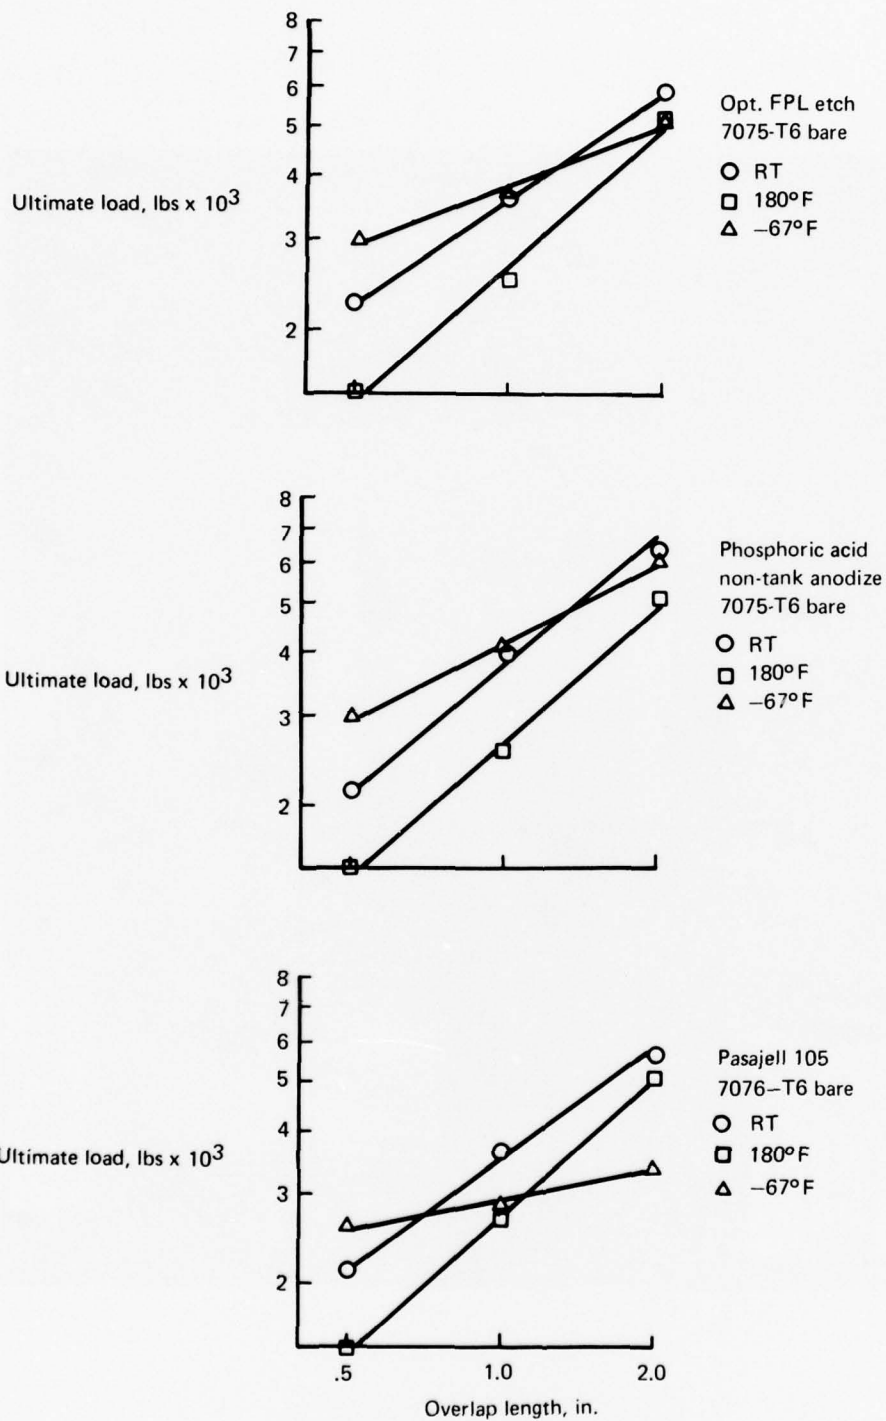 8
7
6
5
4
3
2
Ultimate load, lbs x 10³
Opt. FPL etch
7075-T6 bare
RT
180°F
−67°F
8
7
6
5
4
3
2
Ultimate load, lbs x 10³
Phosphoric acid
non-tank anodize
7075-T6 bare
RT
180°F
−67°F
8
7
6
5
4
3
2
Ultimate load, lbs x 10³
Pasajell 105
7076–T6 bare
RT
180°F
−67°F
.5 1.0 2.0
Overlap length, in.